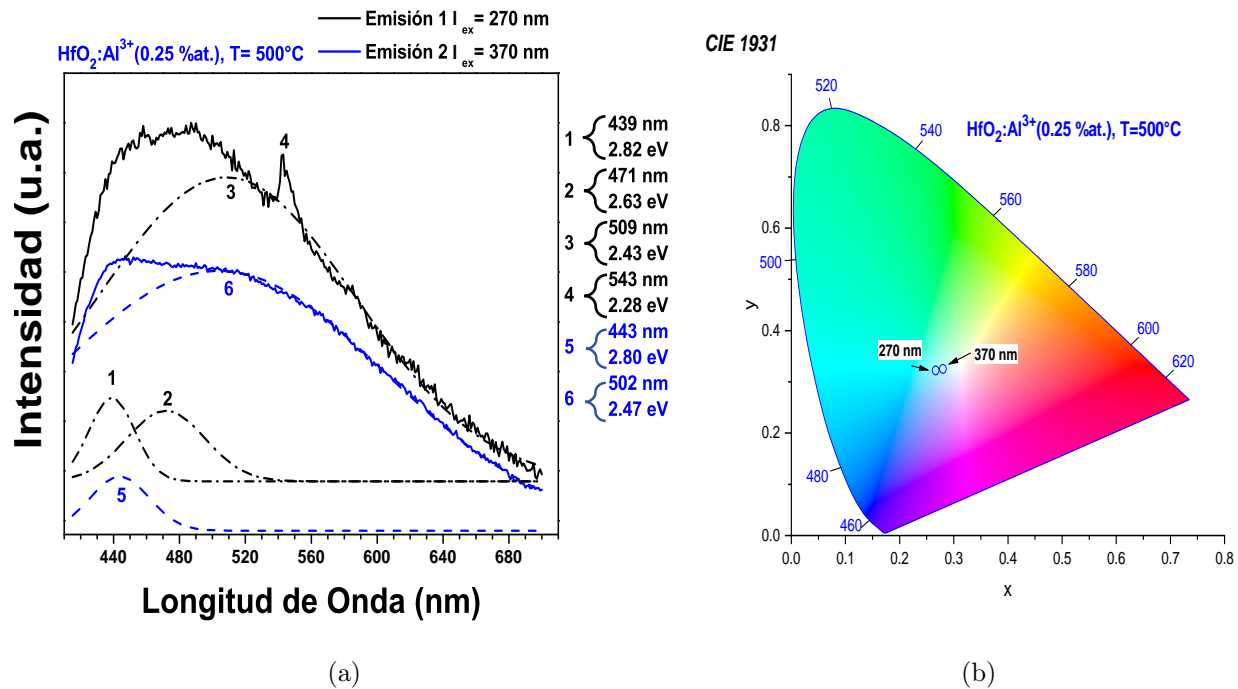 Emisión 1 l ex = 270 nm
Emisión 2 l ex = 370 nm
HfO2:Al3+(0.25 %at.), T= 500°C
Intensidad (u.a.)
4
3
6
1
2
5
1 439 nm
2.82 eV
2 471 nm
2.63 eV
3 509 nm
2.43 eV
4 543 nm
2.28 eV
5 443 nm
2.80 eV
6 502 nm
2.47 eV
440 480 520 560 600 640 680
Longitud de Onda (nm)
(a)
CIE 1931
HfO2:Al3+(0.25 %at.), T=500°C
520
540
560
580
600
620
500
480
460
270 nm
370 nm
y
0.8
0.6
0.4
0.2
0.0
0.0 0.1 0.2 0.3 0.4 0.5 0.6 0.7 0.8
x
(b)